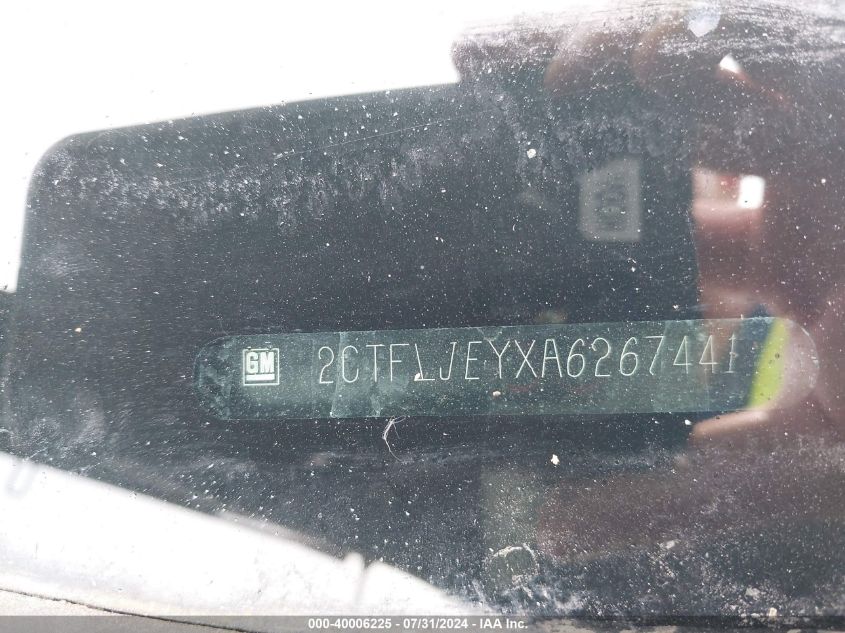 GM 2CTFLJEYXA6267441
000-40006225 - 07/31/2024 - IAA Inc.